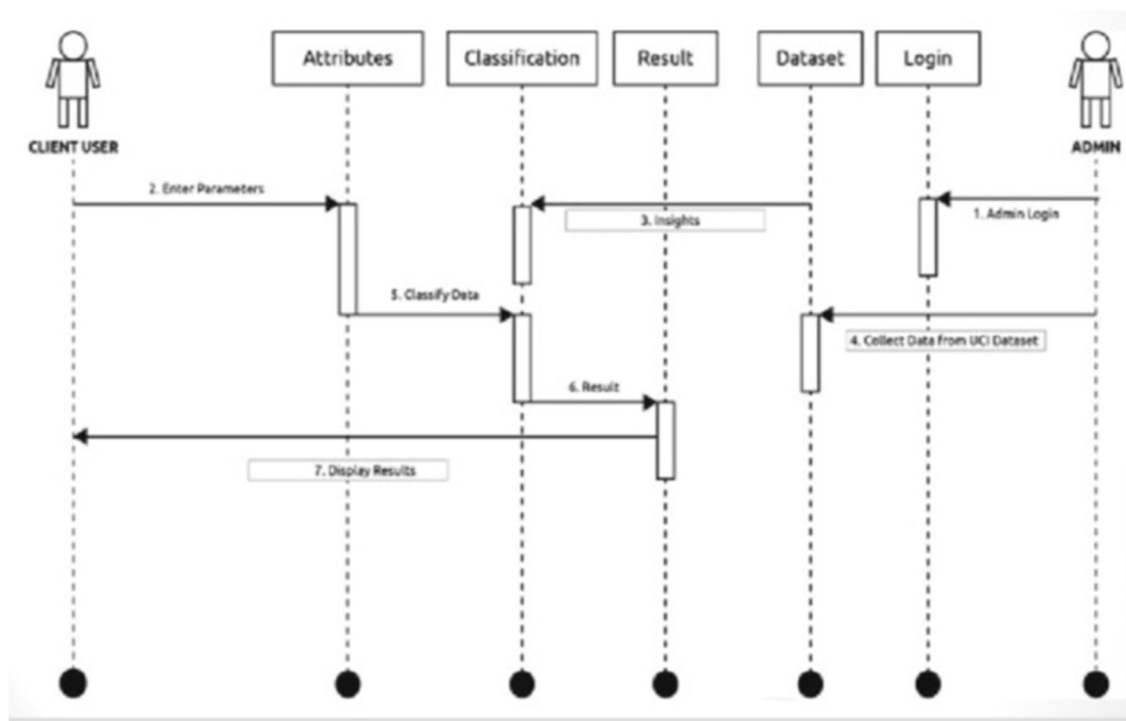 Attributes
Classification
Result
Dataset
Login
CLIENT USER
ADMIN
2. Enter Parameters
3. Insights
1. Admin Login
5. Classify Data
4. Collect Data from UCI Dataset
6. Result
7. Display Results